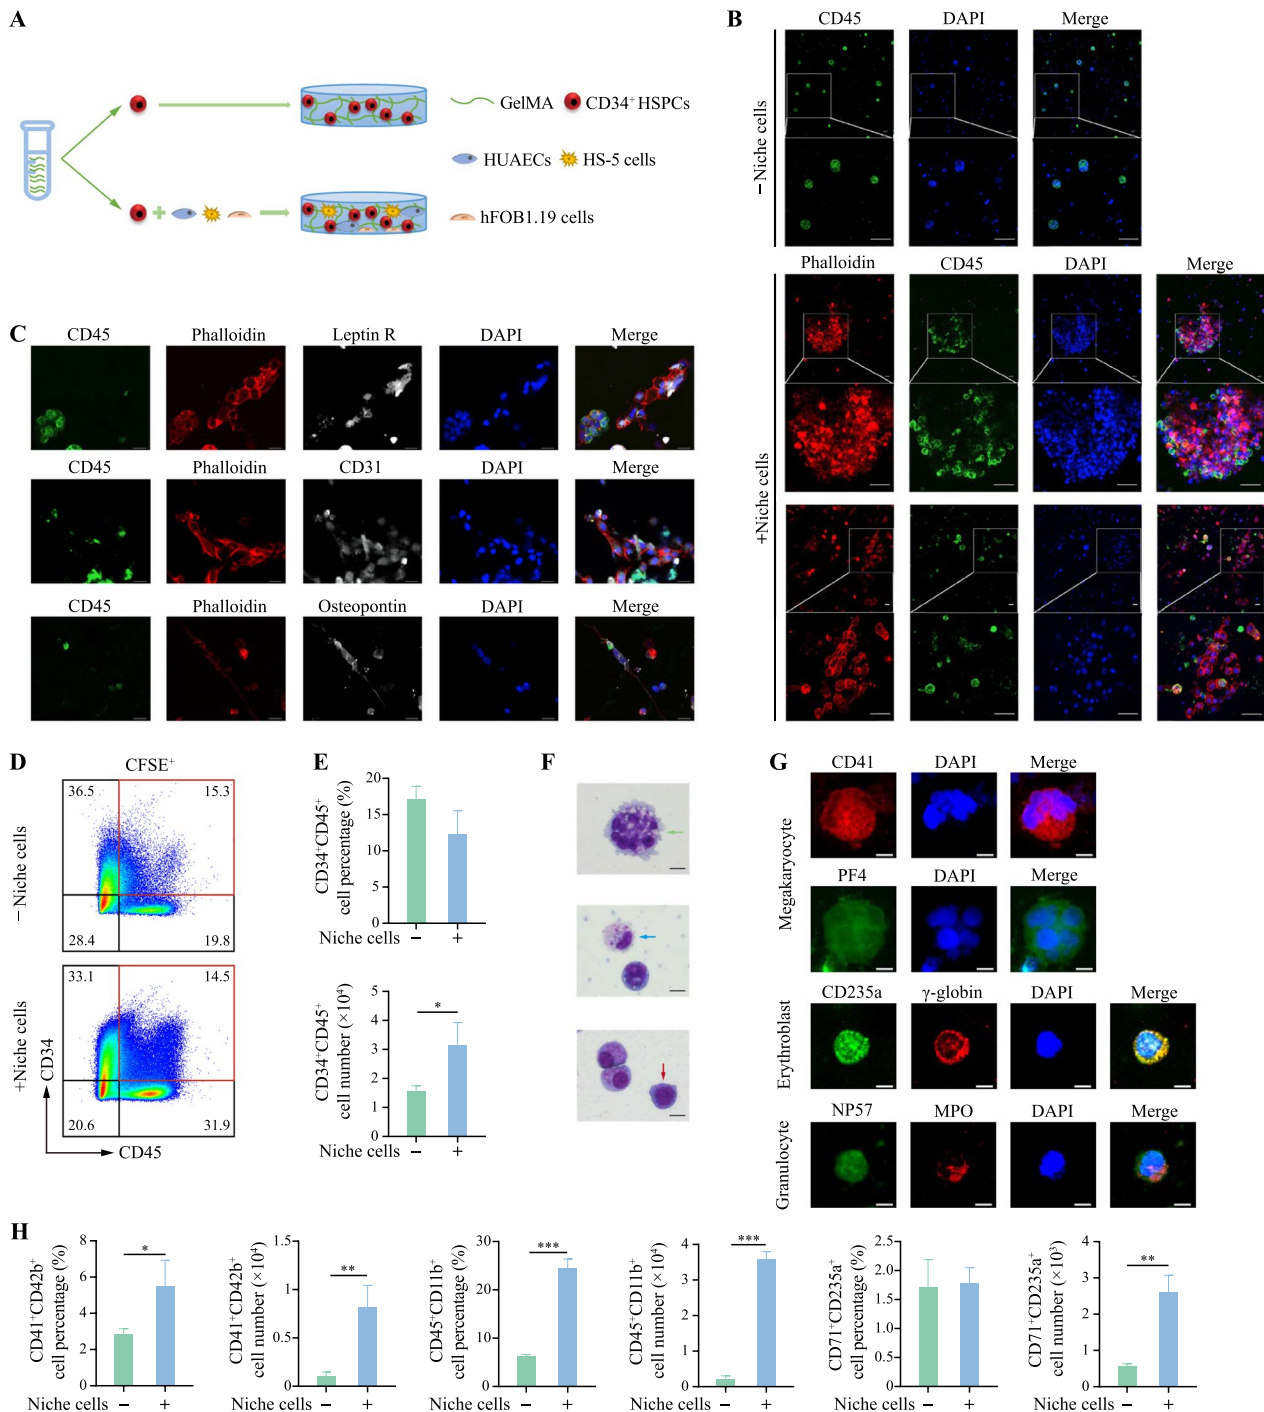 A
GelMA
CD34⁺ HSPCs
HUAECs
HS-5 cells
hFOB1.19 cells
B
CD45
DAPI
Merge
− Niche cells
Phalloidin
CD45
DAPI
Merge
+Niche cells
C
CD45
Phalloidin
Leptin R
DAPI
Merge
CD45
Phalloidin
CD31
DAPI
Merge
CD45
Phalloidin
Osteopontin
DAPI
Merge
D
CFSE⁺
− Niche cells
36.5
15.3
28.4
19.8
+Niche cells
33.1
14.5
20.6
31.9
CD34
CD45
E
CD34⁺CD45⁺
cell percentage (%)
20
15
10
5
0
Niche cells
−
+
CD34⁺CD45⁺
cell number (×10⁴)
5
4
3
2
1
0
*
Niche cells
−
+
F
G
Megakaryocyte
CD41
DAPI
Merge
PF4
DAPI
Merge
Erythroblast
CD235a
γ-globin
DAPI
Merge
Granulocyte
NP57
MPO
DAPI
Merge
H
CD41⁺CD42b⁺
cell percentage (%)
8
6
4
2
0
*
Niche cells
−
+
CD41⁺CD42b⁺
cell number (×10⁴)
1.5
1.0
0.5
0
**
Niche cells
−
+
CD45⁺CD11b⁺
cell percentage (%)
30
20
10
0
***
Niche cells
−
+
CD45⁺CD11b⁺
cell number (×10⁴)
4
3
2
1
0
***
Niche cells
−
+
CD71⁺CD235a⁺
cell percentage (%)
2.5
2.0
1.5
1.0
0.5
0.0
Niche cells
−
+
CD71⁺CD235a⁺
cell number (×10³)
4
3
2
1
0
**
Niche cells
−
+